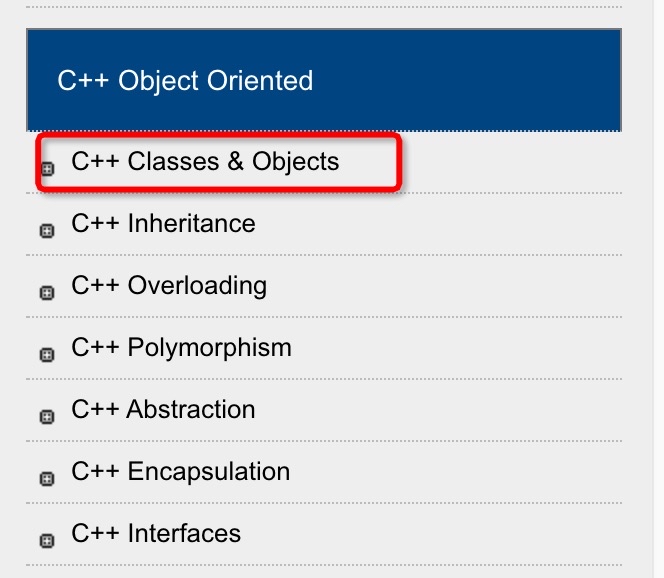 C++ Object Oriented
C++ Classes & Objects
C++ Inheritance
C++ Overloading
C++ Polymorphism
C++ Abstraction
C++ Encapsulation
C++ Interfaces